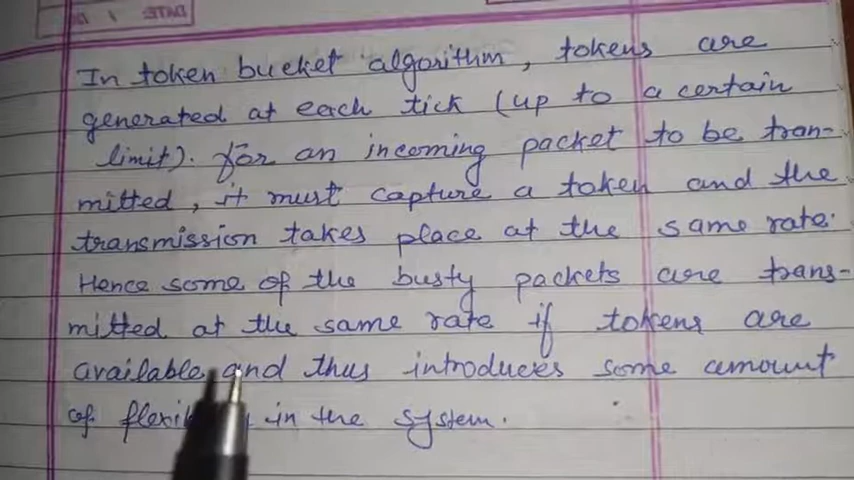 DATE
In token bucket algorithm, tokens are
generated at each tick (up to a certain
limit). For an incoming packet to be tran-
mitted, it must capture a token and the
transmission takes place at the same rate.
Hence some of the busty packets are trans-
mitted at the same rate if tokens are
available and thus introduces some amount
of in the system.